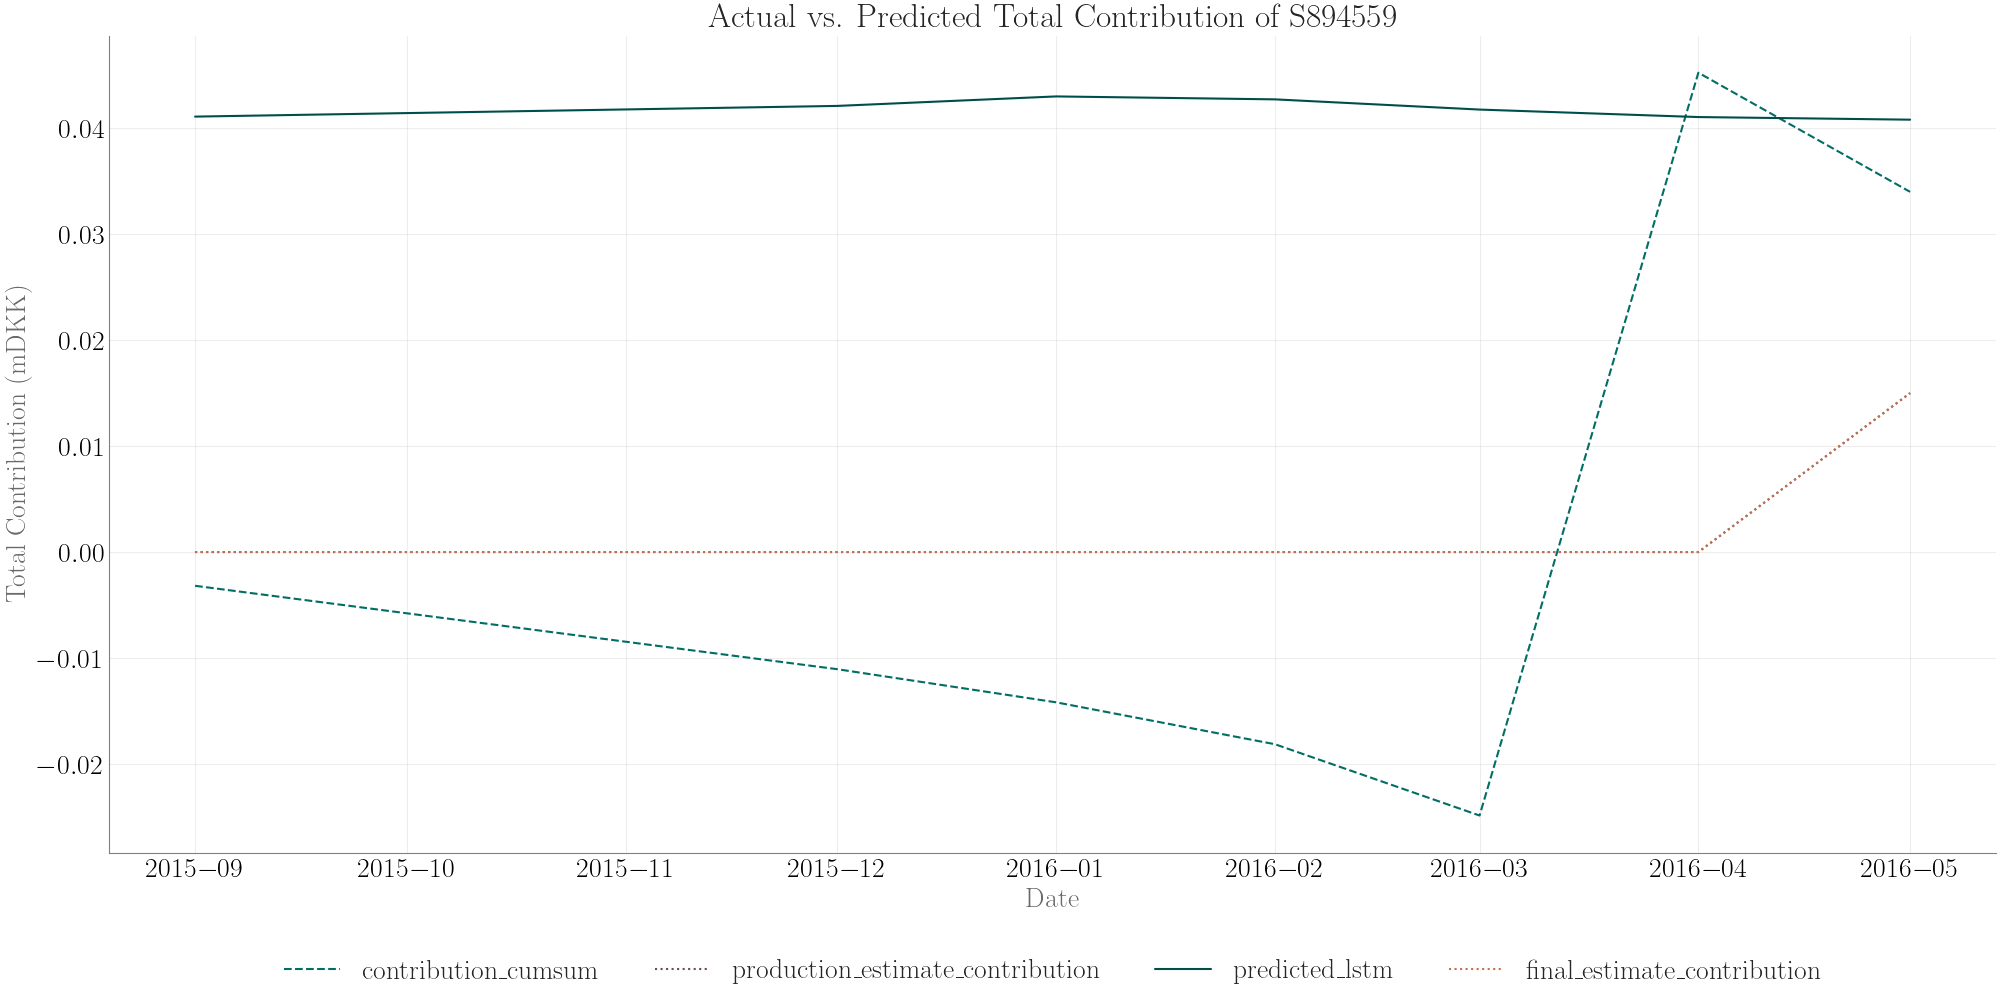 Actual vs. Predicted Total Contribution of S894559
Total Contribution (mDKK)
0.04
0.03
0.02
0.01
0.00
−0.01
−0.02
2015−09 2015−10 2015−11 2015−12 2016−01 2016−02 2016−03 2016−04 2016−05
Date
contribution_cumsum production_estimate_contribution predicted_lstm final_estimate_contribution